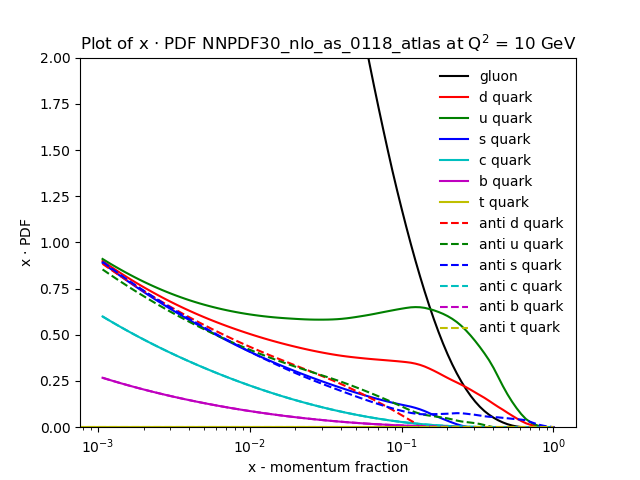 Plot of x · PDF NNPDF30_nlo_as_0118_atlas at Q² = 10 GeV
2.00
1.75
1.50
1.25
1.00
0.75
0.50
0.25
0.00
x · PDF
gluon
d quark
u quark
s quark
c quark
b quark
t quark
anti d quark
anti u quark
anti s quark
anti c quark
anti b quark
anti t quark
10⁻³ 10⁻² 10⁻¹ 10⁰
x - momentum fraction